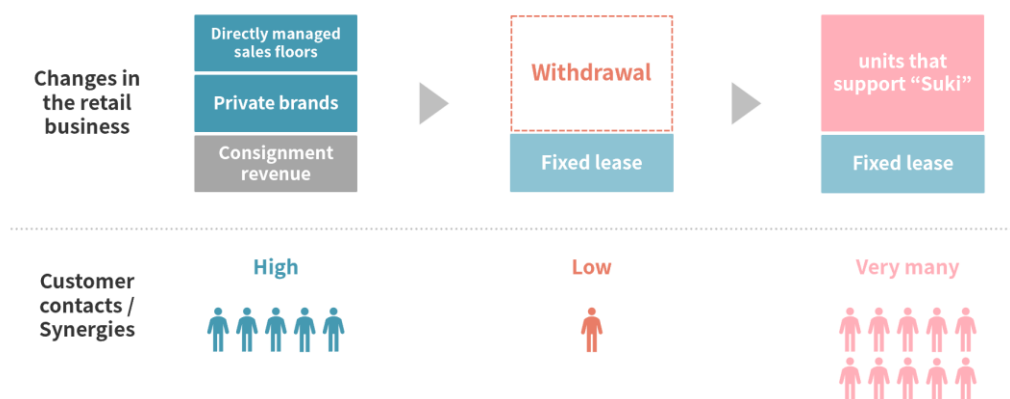 Changes in
the retail
business
Directly managed
sales floors
Private brands
Consignment
revenue
Withdrawal
Fixed lease
units that
support “Suki”
Fixed lease
Customer
contacts /
Synergies
High
Low
Very many